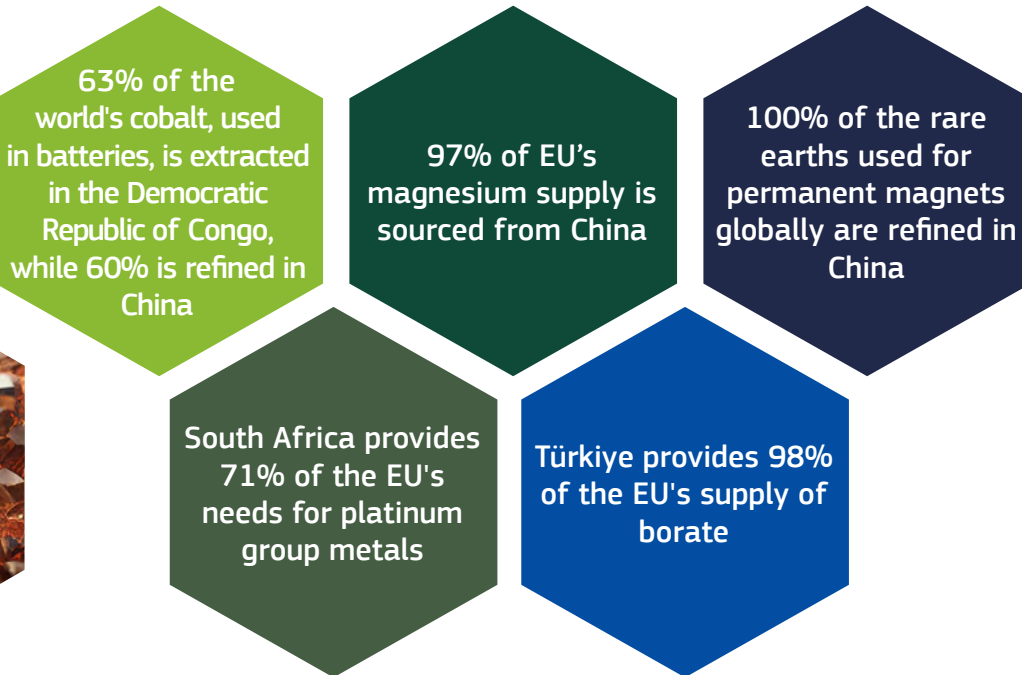 63% of the
world's cobalt, used
in batteries, is extracted
in the Democratic
Republic of Congo,
while 60% is refined in
China
97% of EU’s
magnesium supply is
sourced from China
100% of the rare
earths used for
permanent magnets
globally are refined in
China
South Africa provides
71% of the EU's
needs for platinum
group metals
Türkiye provides 98%
of the EU's supply of
borate